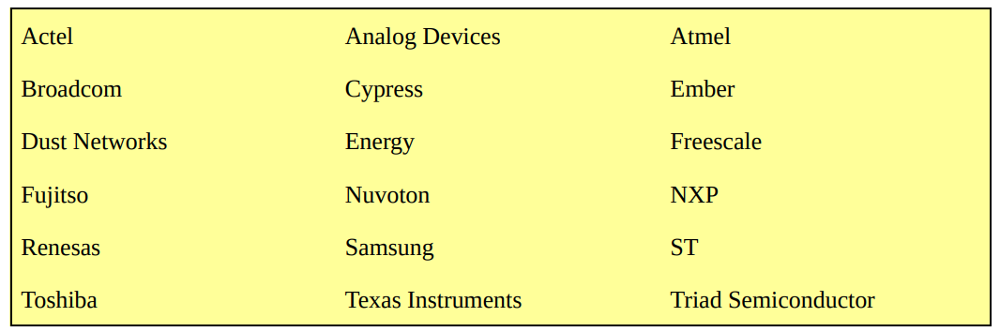 Actel Analog Devices Atmel
Broadcom Cypress Ember
Dust Networks Energy Freescale
Fujitso Nuvoton NXP
Renesas Samsung ST
Toshiba Texas Instruments Triad Semiconductor